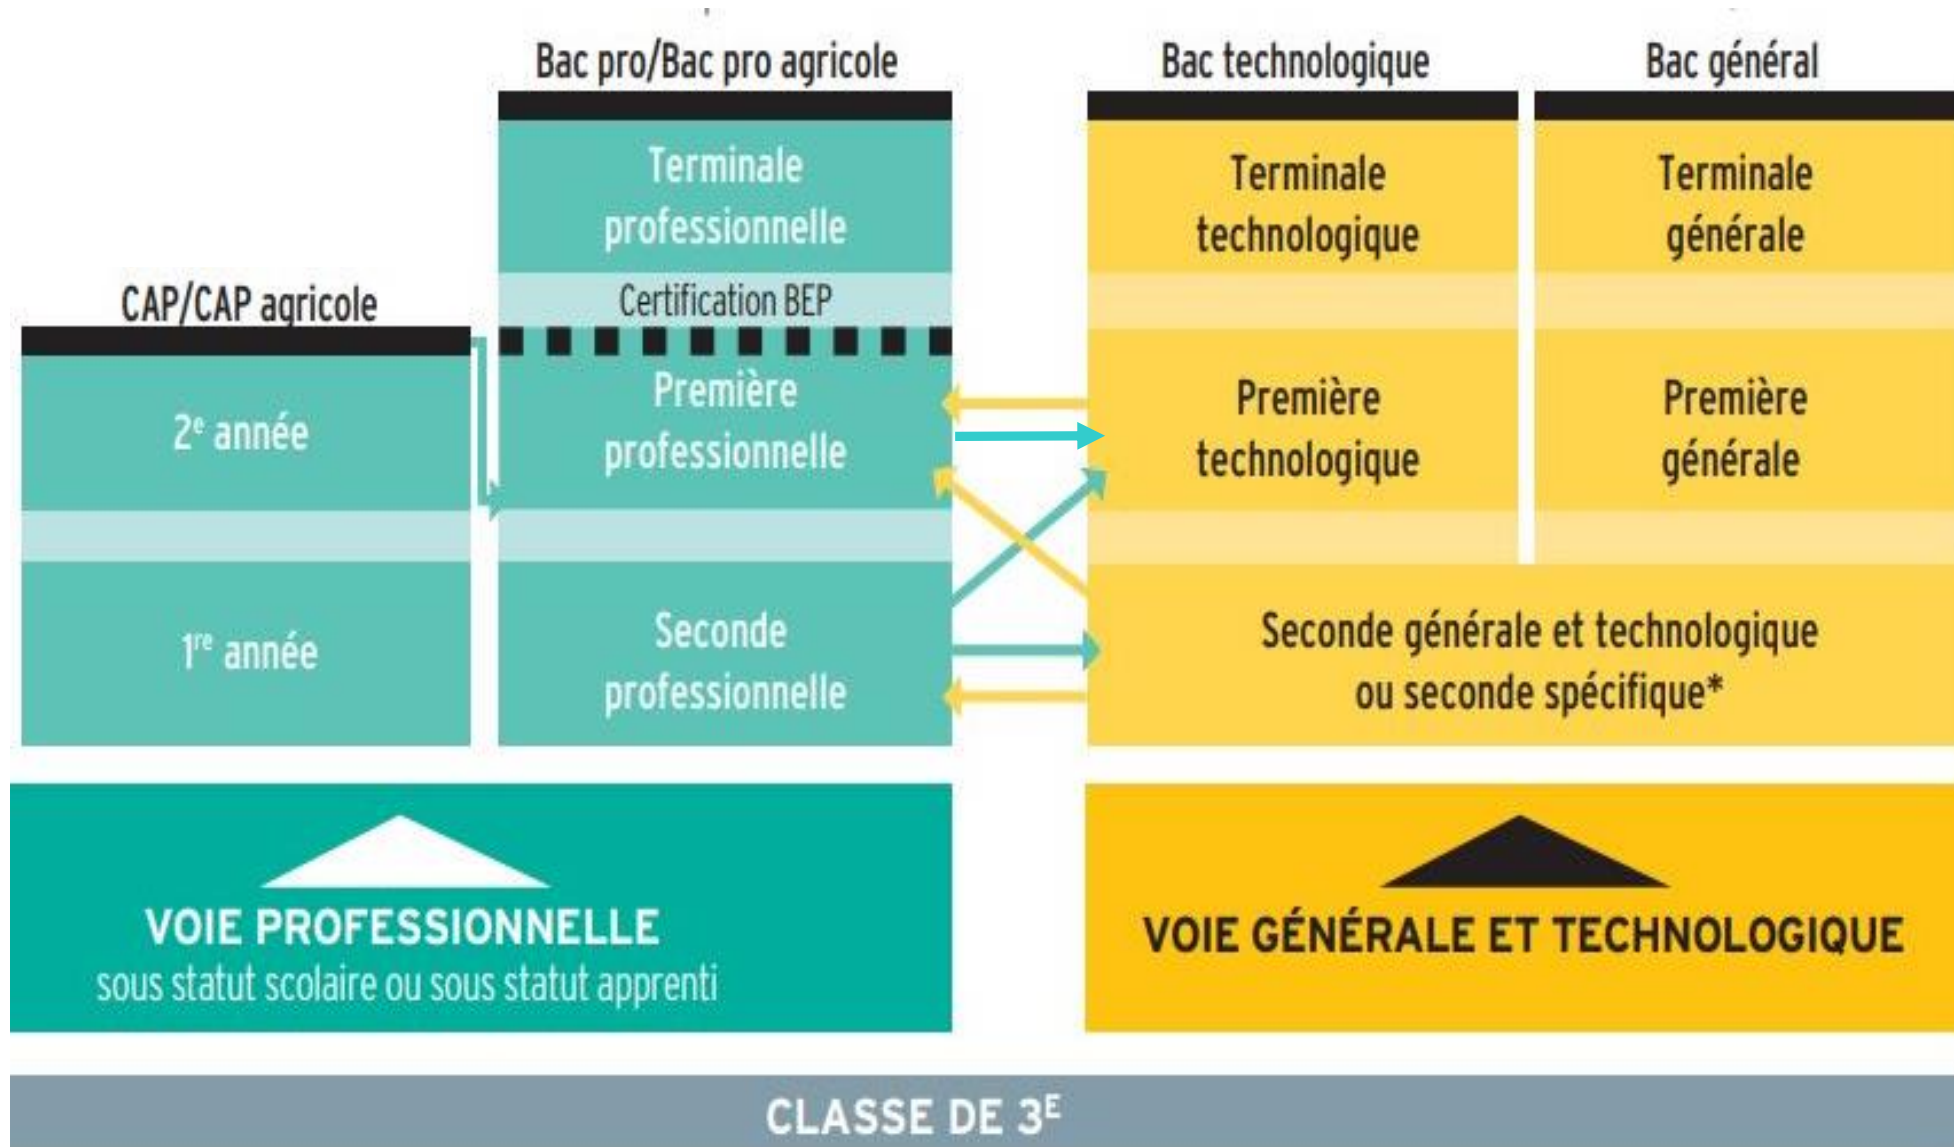 Bac pro/Bac pro agricole
Bac technologique
Bac général
Terminale
professionnelle
Terminale
technologique
Terminale
générale
CAP/CAP agricole
Certification BEP
2e année
Première
professionnelle
Première
technologique
Première
générale
1re année
Seconde
professionnelle
Seconde générale et technologique
ou seconde spécifique*
VOIE PROFESSIONNELLE
sous statut scolaire ou sous statut apprenti
VOIE GÉNÉRALE ET TECHNOLOGIQUE
CLASSE DE 3E